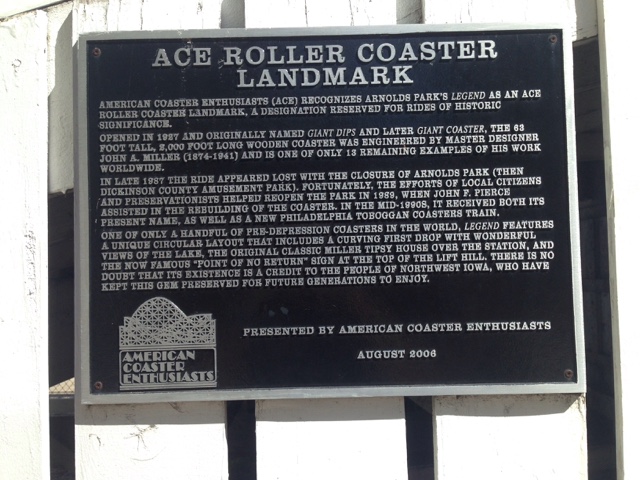 ACE ROLLER COASTER
LANDMARK
AMERICAN COASTER ENTHUSIASTS (ACE) RECOGNIZES ARNOLDS PARK'S LEGEND AS AN ACE
ROLLER COASTER LANDMARK, A DESIGNATION RESERVED FOR RIDES OF HISTORIC
SIGNIFICANCE.
OPENED IN 1927 AND ORIGINALLY NAMED GIANT DIPS AND LATER GIANT COASTER, THE 63
FOOT TALL, 2,000 FOOT LONG WOODEN COASTER WAS ENGINEERED BY MASTER DESIGNER
JOHN A. MILLER (1874-1941) AND IS ONE OF ONLY 13 REMAINING EXAMPLES OF HIS WORK
WORLDWIDE.
IN LATE 1987 THE RIDE APPEARED LOST WITH THE CLOSURE OF ARNOLDS PARK (THEN
DICKINSON COUNTY AMUSEMENT PARK). FORTUNATELY, THE EFFORTS OF LOCAL CITIZENS
AND PRESERVATIONISTS HELPED REOPEN THE PARK IN 1989, WHEN JOHN F. PIERCE
ASSISTED IN THE REBUILDING OF THE COASTER. IN THE MID-1990S, IT RECEIVED BOTH ITS
PRESENT NAME, AS WELL AS A NEW PHILADELPHIA TOBOGGAN COASTERS TRAIN.
ONE OF ONLY A HANDFUL OF PRE-DEPRESSION COASTERS IN THE WORLD, LEGEND FEATURES
A UNIQUE CIRCULAR LAYOUT THAT INCLUDES A CURVING FIRST DROP WITH WONDERFUL
VIEWS OF THE LAKE, THE ORIGINAL CLASSIC MILLER TIPSY HOUSE OVER THE STATION, AND
THE NOW FAMOUS "POINT OF NO RETURN" SIGN AT THE TOP OF THE LIFT HILL. THERE IS NO
DOUBT THAT ITS EXISTENCE IS A CREDIT TO THE PEOPLE OF NORTHWEST IOWA, WHO HAVE
KEPT THIS GEM PRESERVED FOR FUTURE GENERATIONS TO ENJOY.
PRESENTED BY AMERICAN COASTER ENTHUSIASTS
AUGUST 2006
AMERICAN
COASTER
ENTHUSIASTS